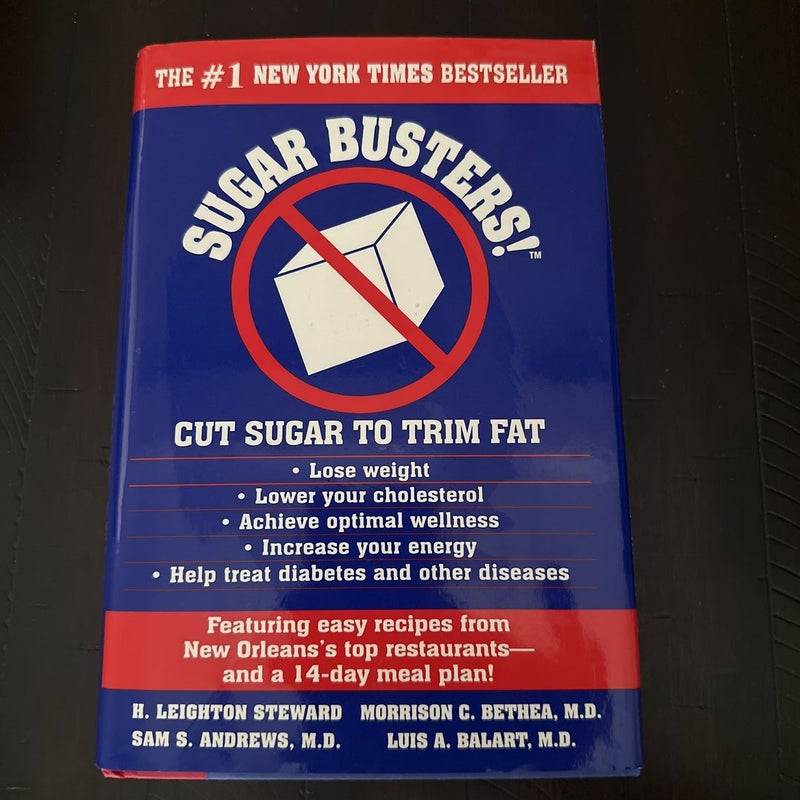 THE #1 NEW YORK TIMES BESTSELLER
SUGAR BUSTERS!™
CUT SUGAR TO TRIM FAT
• Lose weight
• Lower your cholesterol
• Achieve optimal wellness
• Increase your energy
• Help treat diabetes and other diseases
Featuring easy recipes from
New Orleans's top restaurants—
and a 14-day meal plan!
H. LEIGHTON STEWARD MORRISON C. BETHEA, M.D.
SAM S. ANDREWS, M.D. LUIS A. BALART, M.D.